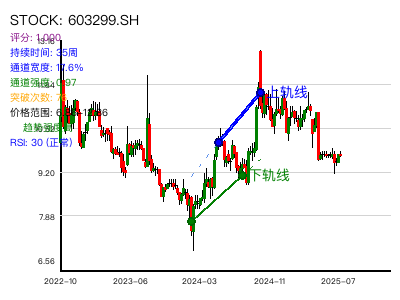 STOCK: 603299.SH
评分: 1.000
13.16
持续时间: 35周
通道宽度: 17.6%
通道强度: 0.97
突破次数:
价格范围:
趋势强度
RSI: 30 (正常)
上轨线
下轨线
9.20
7.88
6.56
2022-10
2023-06
2024-03
2024-11
2025-07